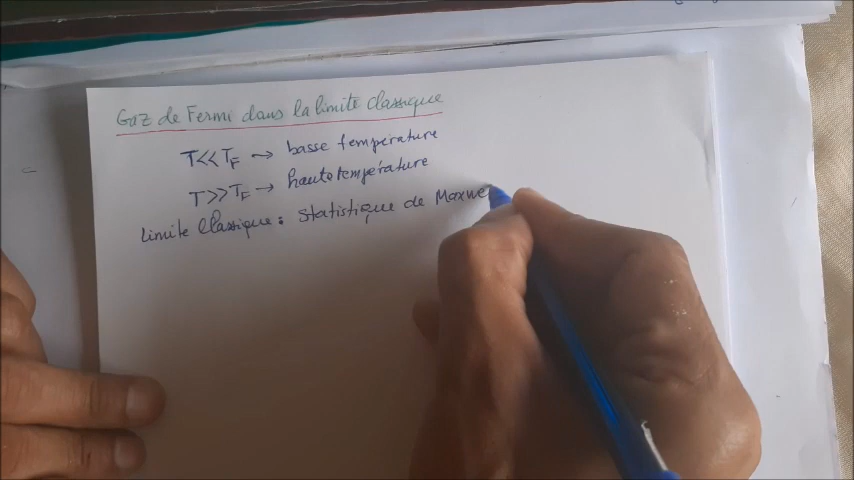 Gaz de Fermi dans la limite classique
T<<T_F → basse température
T>>T_F → haute température
Limite Classique : Statistique de Maxwe